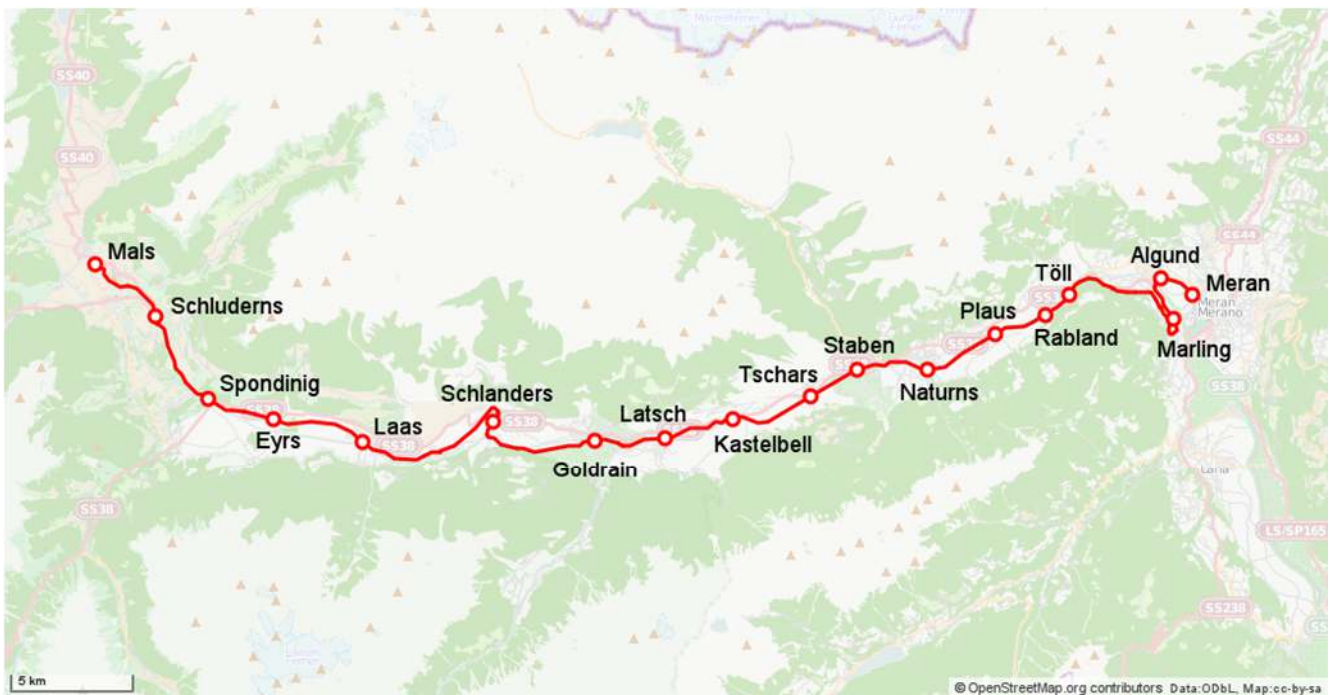 SS40
SS40
SS44
SS44
Mals
Schluderns
Spondinig
Eyrs
Laas
Schlanders
SS38
Goldrain
Latsch
Kastelbell
Tschars
Staben
Naturns
Plaus
Rabland
Töll
Algund
Meran
Meran
Merano
Marling
SS38
SS38
SS38
Lana
LS/SP165
SS238
5 km
© OpenStreetMap.org contributors Data:ODbL, Map:cc-by-sa